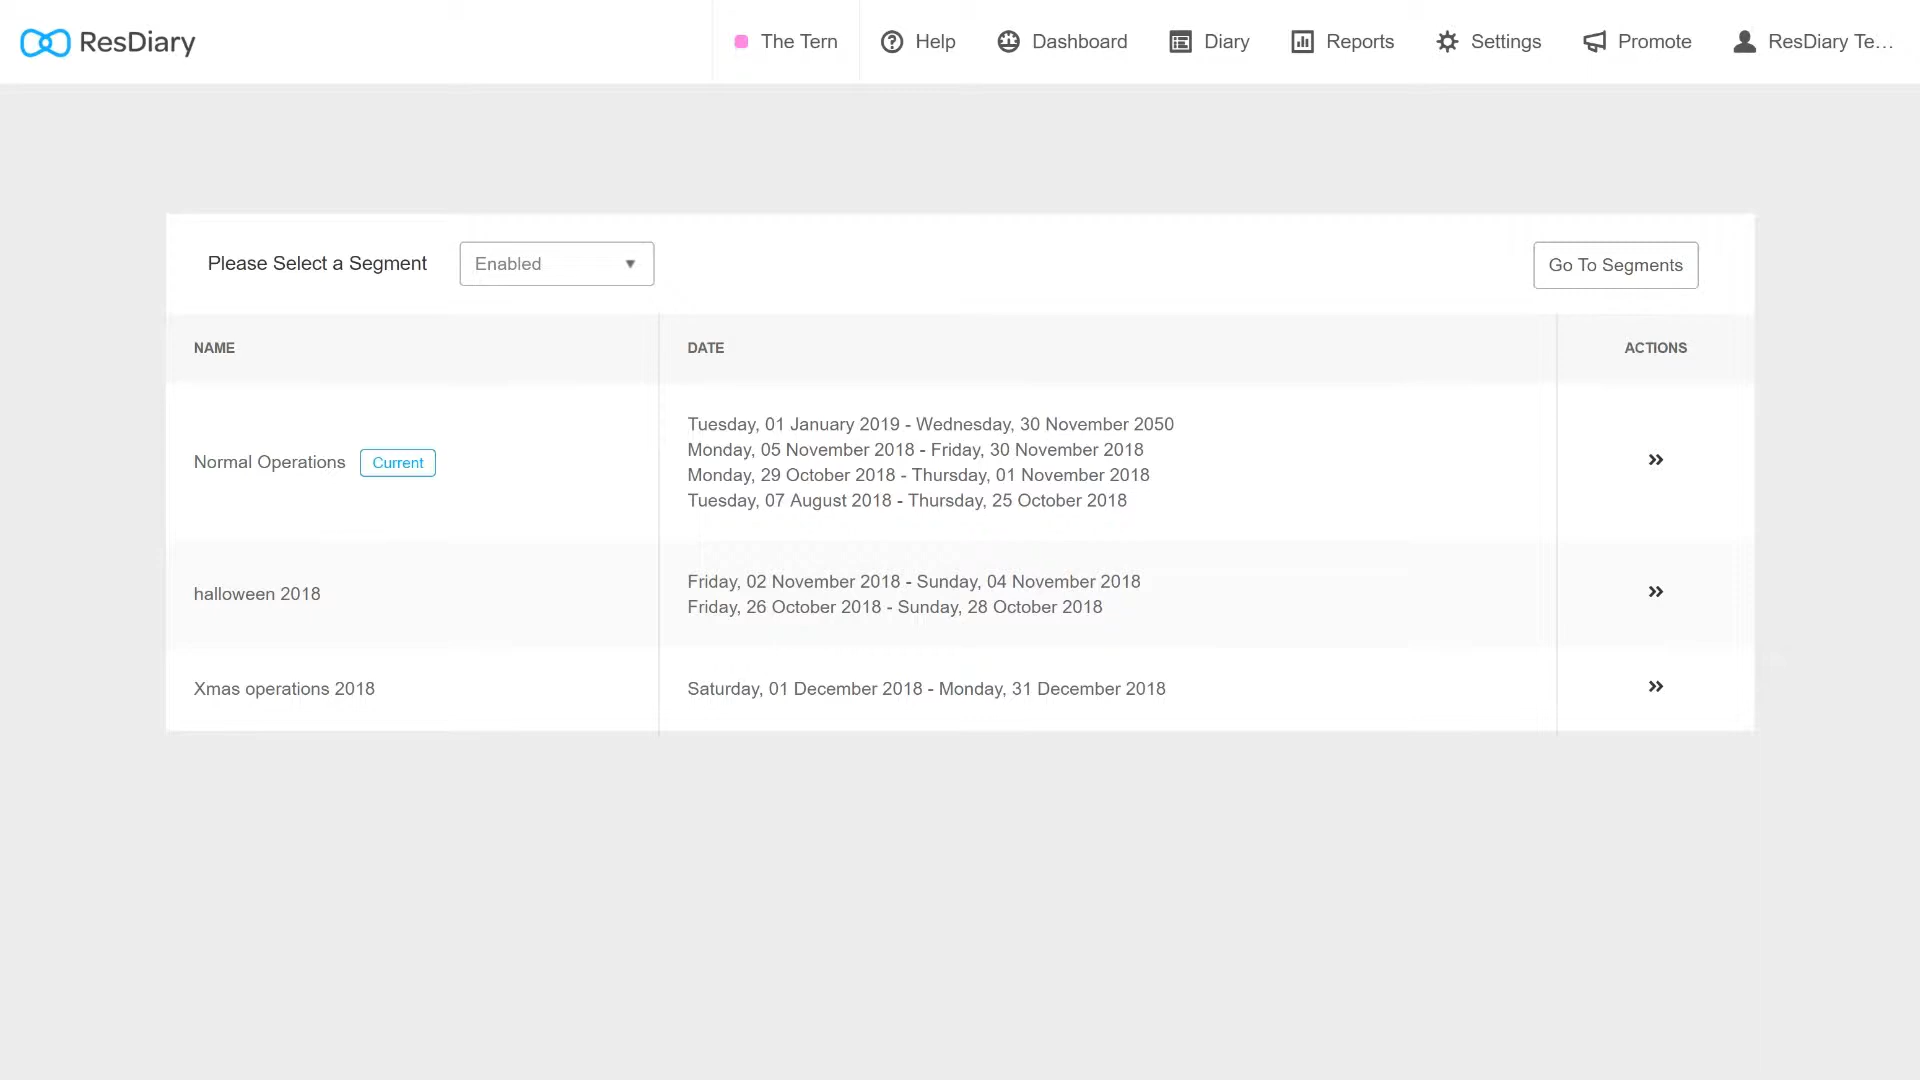 ResDiary
The Tern
Help
Dashboard
Diary
Reports
Settings
Promote
ResDiary Te...
Please Select a Segment
Enabled
Go To Segments
NAME
DATE
ACTIONS
Normal Operations
Current
Tuesday, 01 January 2019 - Wednesday, 30 November 2050
Monday, 05 November 2018 - Friday, 30 November 2018
Monday, 29 October 2018 - Thursday, 01 November 2018
Tuesday, 07 August 2018 - Thursday, 25 October 2018
halloween 2018
Friday, 02 November 2018 - Sunday, 04 November 2018
Friday, 26 October 2018 - Sunday, 28 October 2018
Xmas operations 2018
Saturday, 01 December 2018 - Monday, 31 December 2018